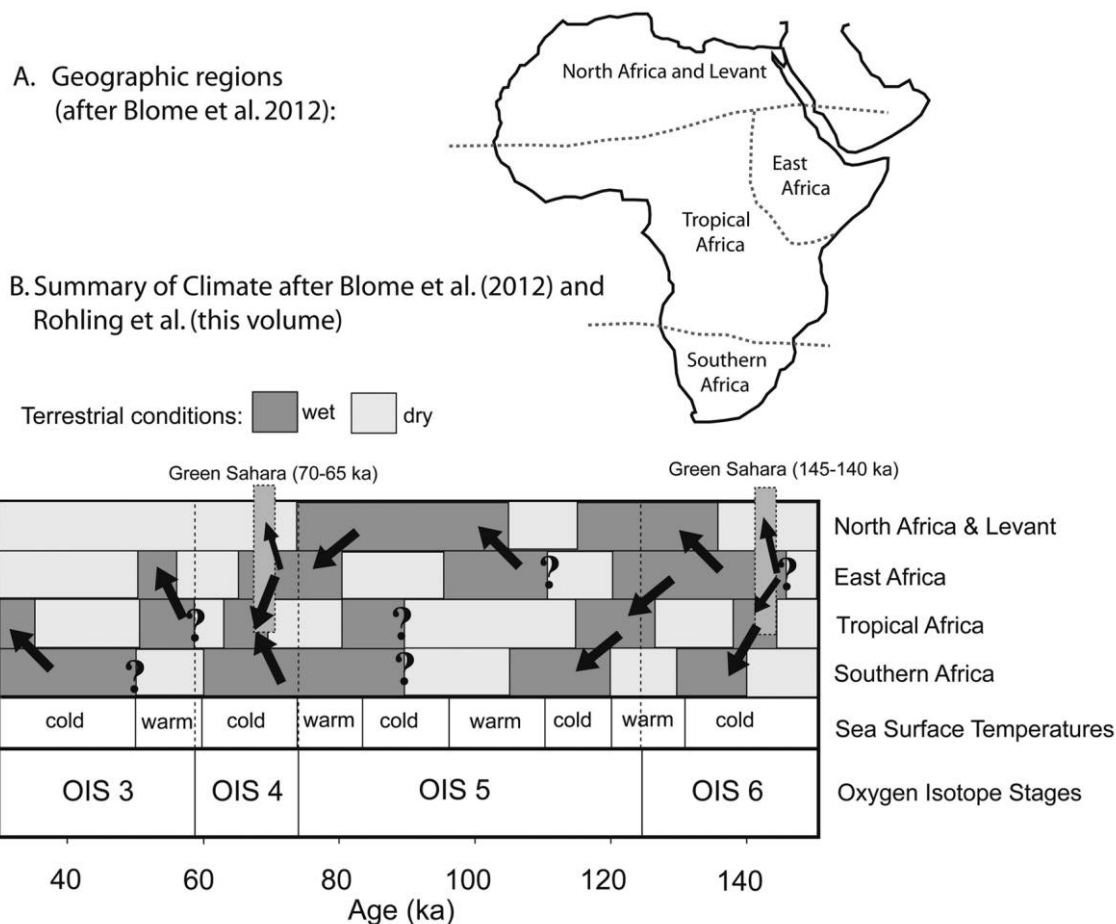 A. Geographic regions
(after Blome et al. 2012):
North Africa and Levant
East
Africa
Tropical
Africa
Southern
Africa
B. Summary of Climate after Blome et al. (2012) and
Rohling et al. (this volume)
Terrestrial conditions: wet dry
Green Sahara (70-65 ka)
Green Sahara (145-140 ka)
North Africa & Levant
? ? East Africa
? ? Tropical Africa
? ? Southern Africa
cold warm cold warm cold warm cold warm cold Sea Surface Temperatures
OIS 3 OIS 4 OIS 5 OIS 6 Oxygen Isotope Stages
40 60 80 100 120 140
Age (ka)